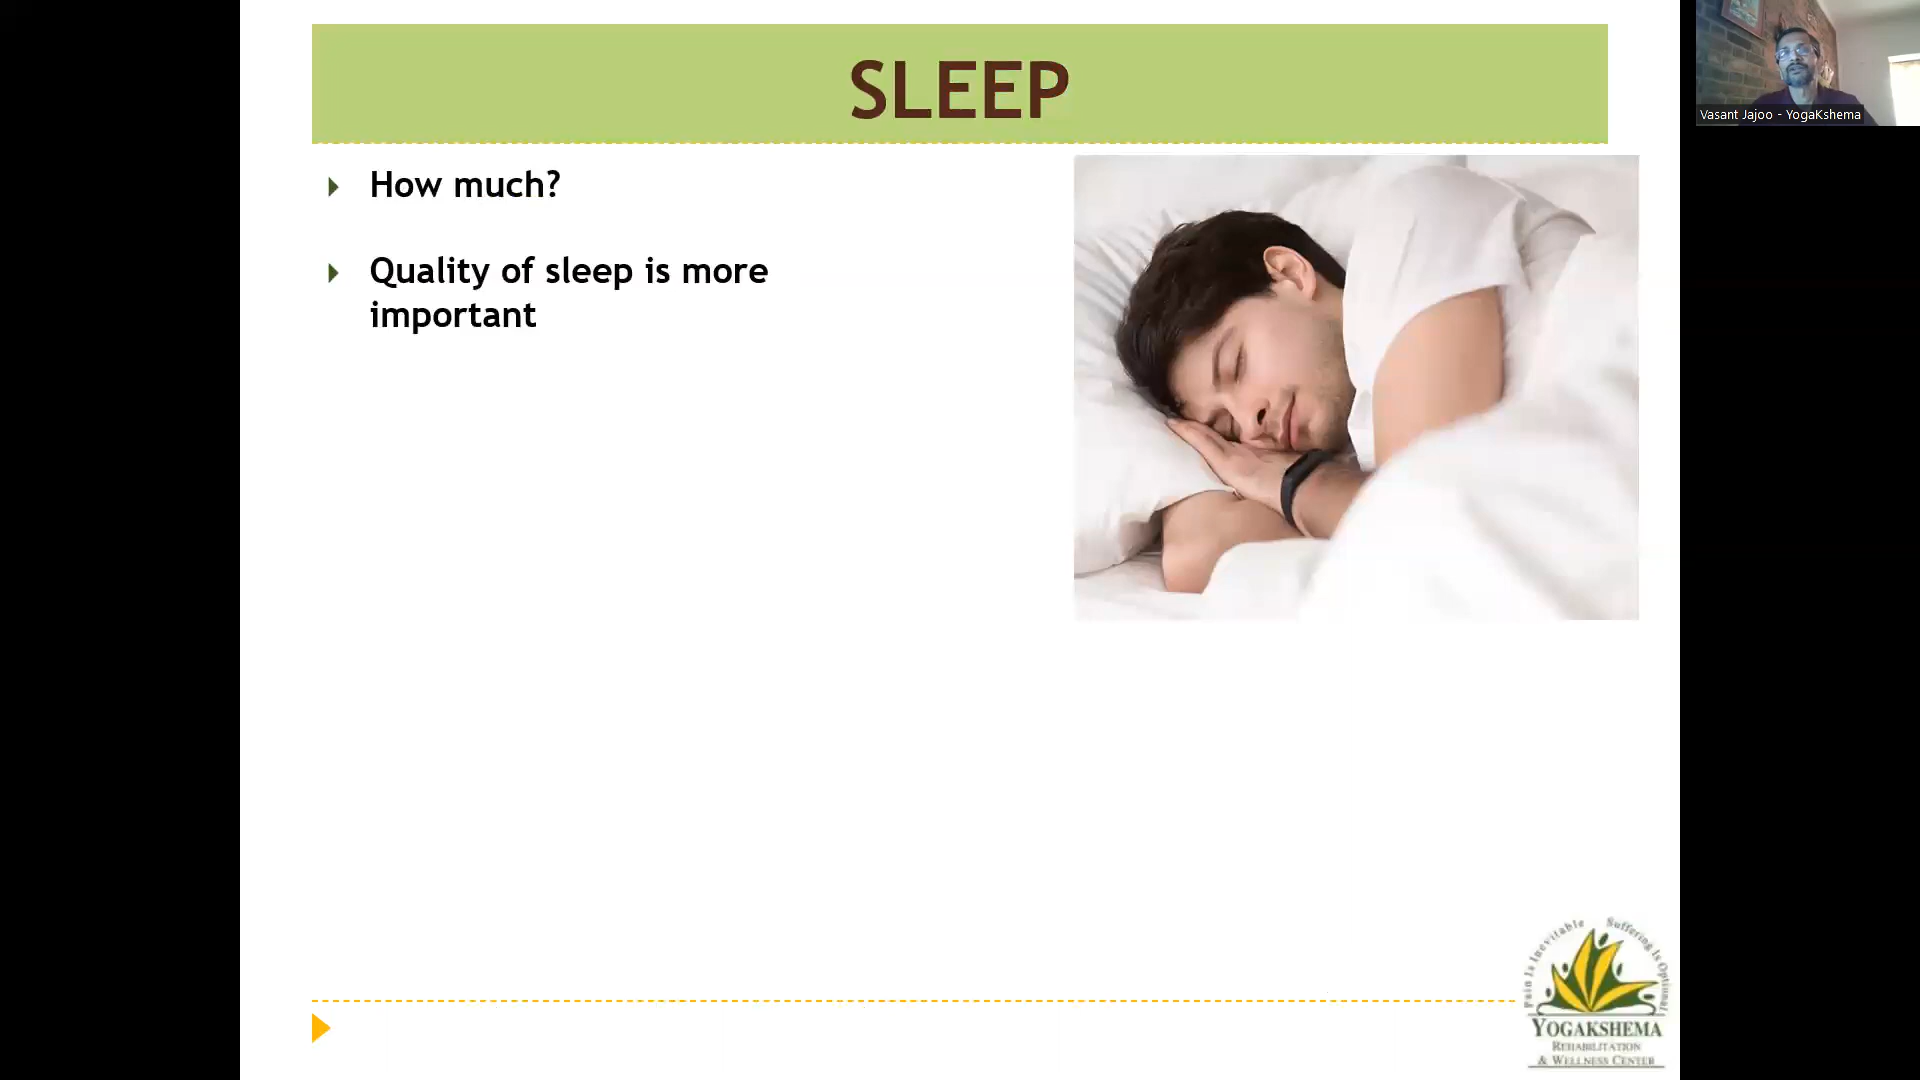 SLEEP
How much?
Quality of sleep is more
important
Vasant Jajoo - YogaKshema
Pain Is Inevitable Suffering Is Optional
YOGAKSHEMA
REHABILITATION
& WELLNESS CENTER